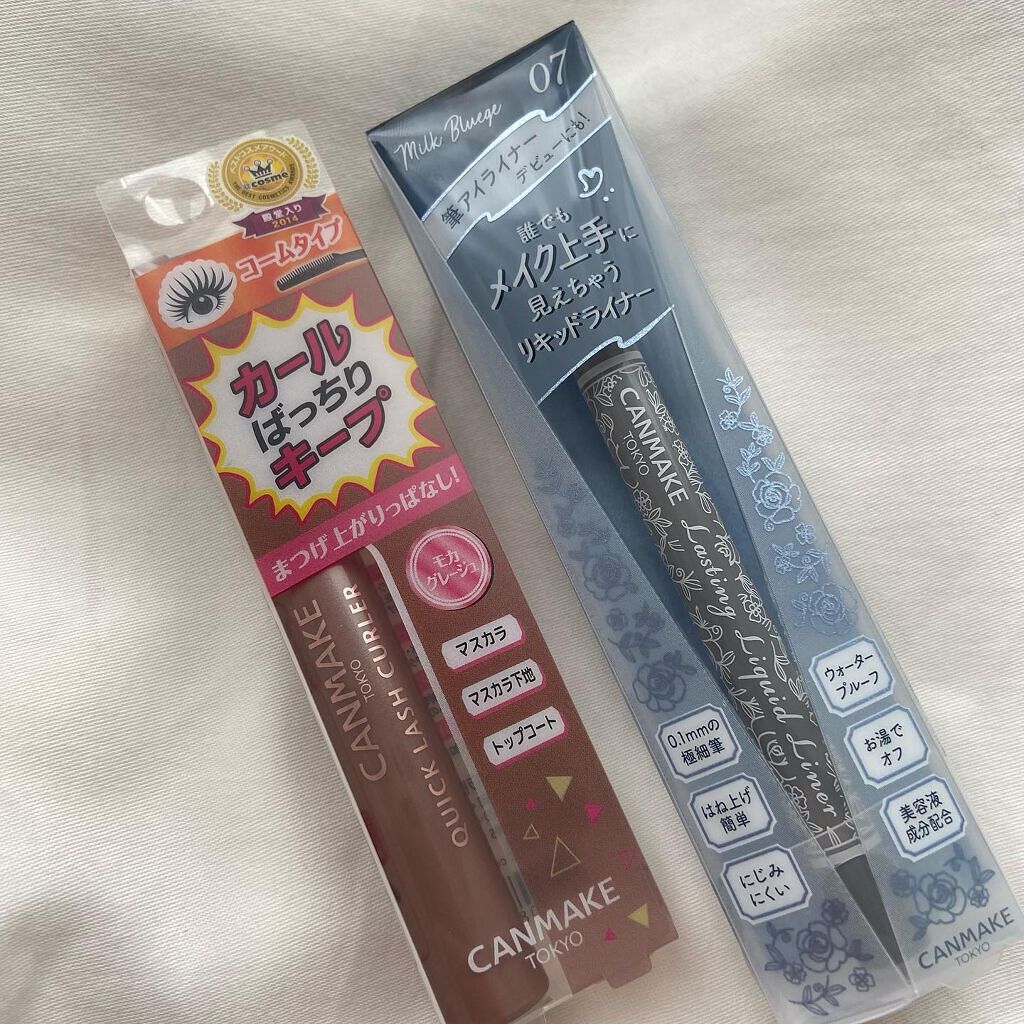 ベストコスメアワード
@cosme
THE BEST COSMETICS AWARDS
殿堂入り
2014
コームタイプ
カール
ばっちり
キープ
まつげ上がりっぱなし!
モカ
グレージュ
マスカラ
マスカラ下地
トップコート
CANMAKE
TOKYO
QUICK LASH CURLER
CANMAKE
TOKYO
Milk Bluege
07
筆アイライナー
デビューにも!
誰でも
メイク上手に
見えちゃう
リキッドライナー
CANMAKE
TOKYO
Lasting Liquid Liner
0.1mmの
極細筆
はね上げ
簡単
にじみ
にくい
ウォーター
プルーフ
お湯で
オフ
美容液
成分配合
CANMAKE
TOKYO